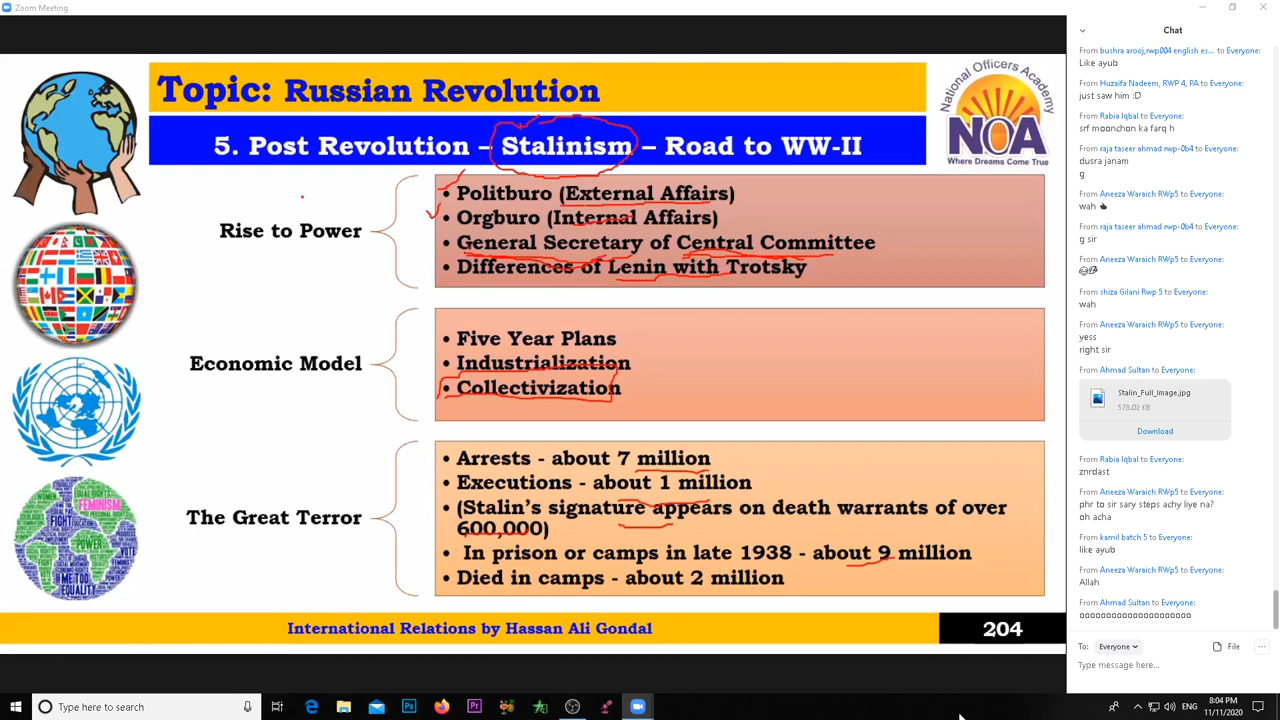 Zoom Meeting
Topic: Russian Revolution
5. Post Revolution – Stalinism – Road to WW-II
National Officers Academy
NOA
Where Dreams Come True
Rise to Power
• Politburo (External Affairs)
• Orgburo (Internal Affairs)
• General Secretary of Central Committee
• Differences of Lenin with Trotsky
Economic Model
• Five Year Plans
• Industrialization
• Collectivization
The Great Terror
• Arrests - about 7 million
• Executions - about 1 million
• (Stalin's signature appears on death warrants of over
600,000)
• In prison or camps in late 1938 - about 9 million
• Died in camps - about 2 million
FEMINISM
EQUAL RIGHTS
POWER
ME TOO
EQUALITY
International Relations by Hassan Ali Gondal
204
Chat
From bushra arooj,rwp004 english es... to Everyone:
Like ayub
From Huzaifa Nadeem, RWP 4, PA to Everyone:
just saw him :D
From Rabia Iqbal to Everyone:
srf moonchon ka farq h
From raja taseer ahmad rwp-0b4 to Everyone:
dusra janam
g
From Aneeza Waraich RWp5 to Everyone:
wah
From raja taseer ahmad rwp-0b4 to Everyone:
g sir
From Aneeza Waraich RWp5 to Everyone:
From shiza Gilani Rwp 5 to Everyone:
wah
From Aneeza Waraich RWp5 to Everyone:
yess
right sir
From Ahmad Sultan to Everyone:
Stalin_Full_Image.jpg
578.02 KB
Download
From Rabia Iqbal to Everyone:
znrdast
From Aneeza Waraich RWp5 to Everyone:
phr to sir sary steps achy liye na?
oh acha
From kamil batch 5 to Everyone:
like ayub
From Aneeza Waraich RWp5 to Everyone:
Allah
From Ahmad Sultan to Everyone:
oooooooooooooooooooo
To: Everyone
File
Type message here...
Type here to search
ENG
8:04 PM
11/11/2020